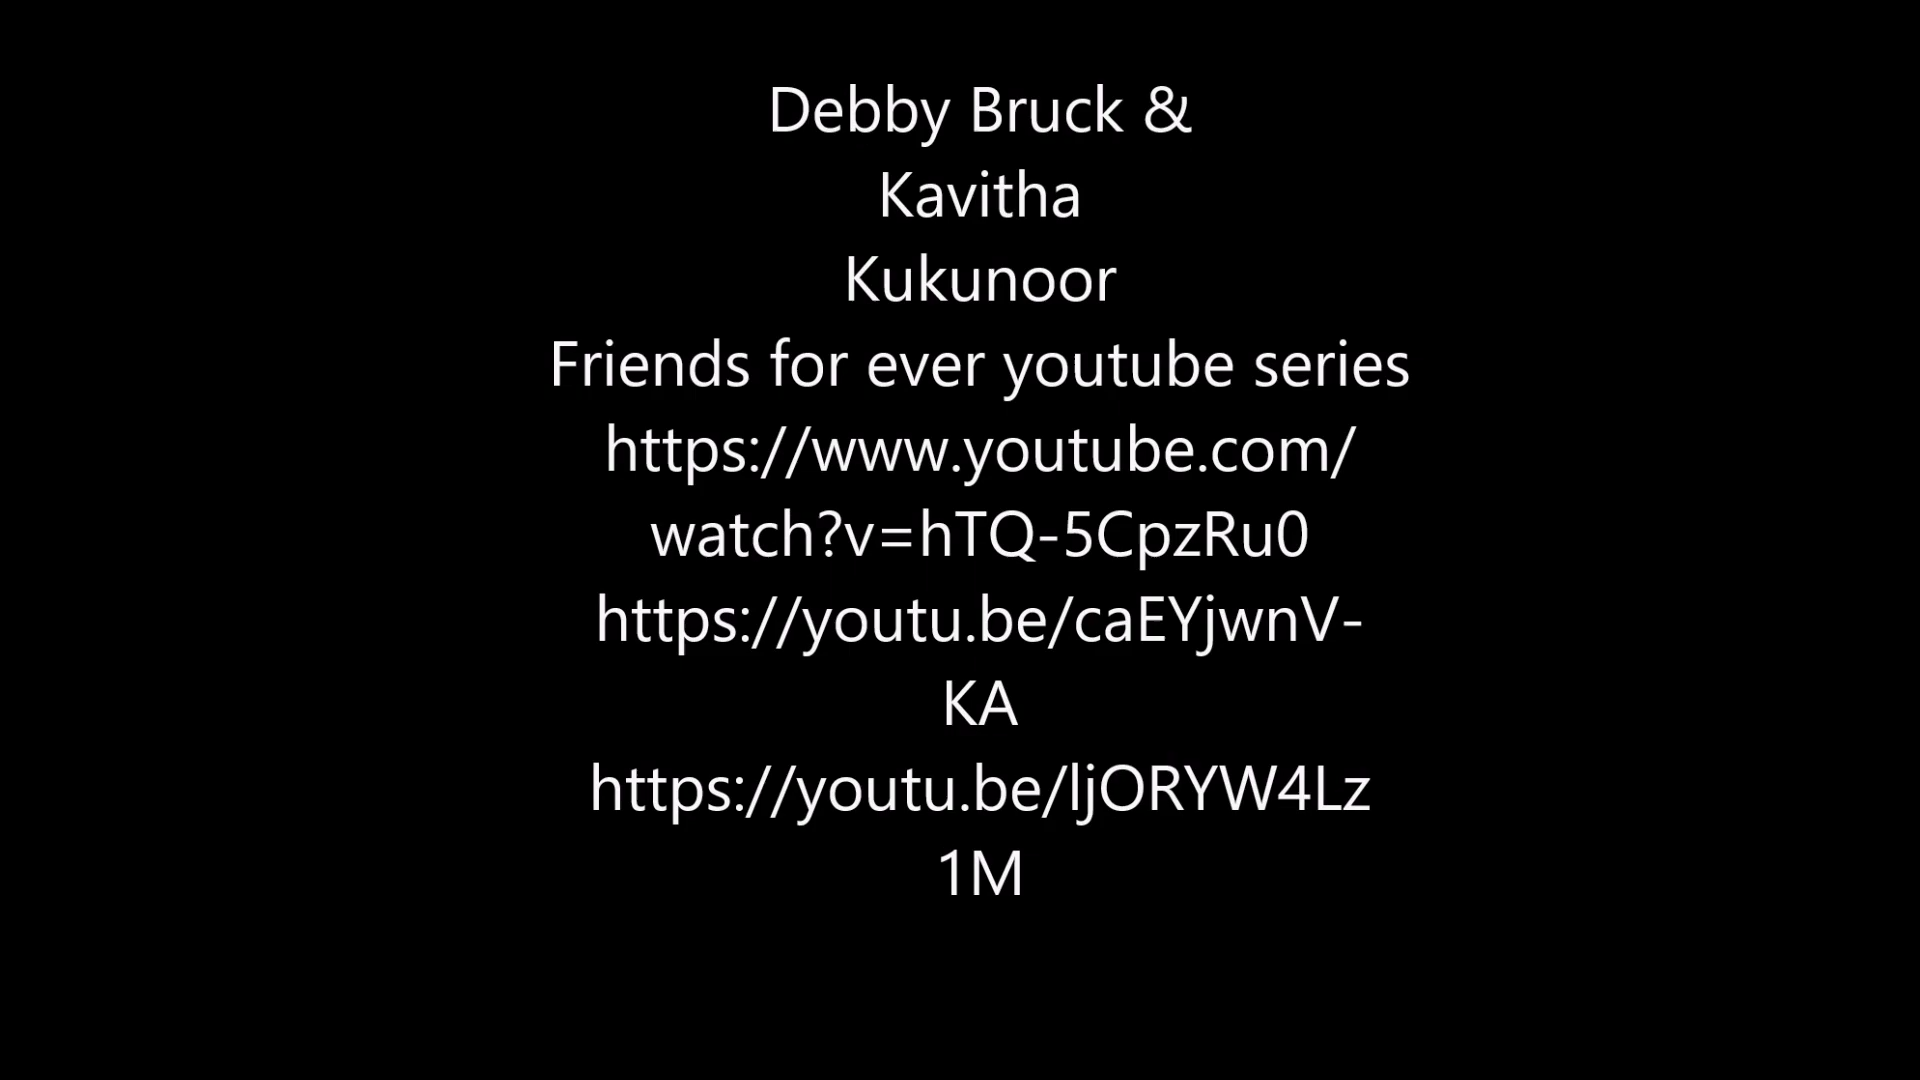 Debby Bruck &
Kavitha
Kukunoor
Friends for ever youtube series
https://www.youtube.com/
watch?v=hTQ-5CpzRu0
https://youtu.be/caEYjwnV-
KA
https://youtu.be/ljORYW4Lz
1M